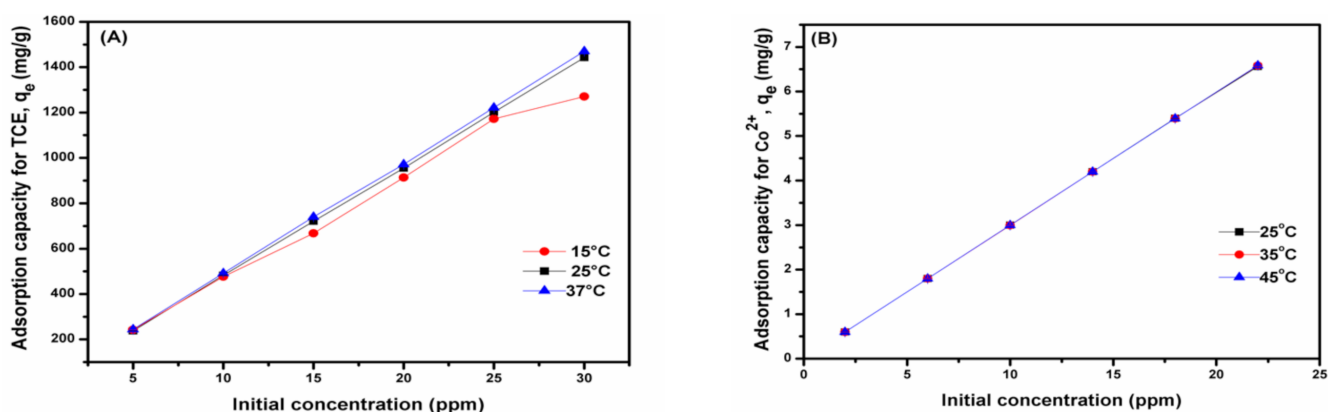 (A)
Adsorption capacity for TCE, qe (mg/g)
1600
1400
1200
1000
800
600
400
200
15°C
25°C
37°C
5 10 15 20 25 30
Initial concentration (ppm)
(B)
Adsorption capacity for Co2+, qe (mg/g)
7
6
5
4
3
2
1
0
25°C
35°C
45°C
0 5 10 15 20 25
Initial concentration (ppm)